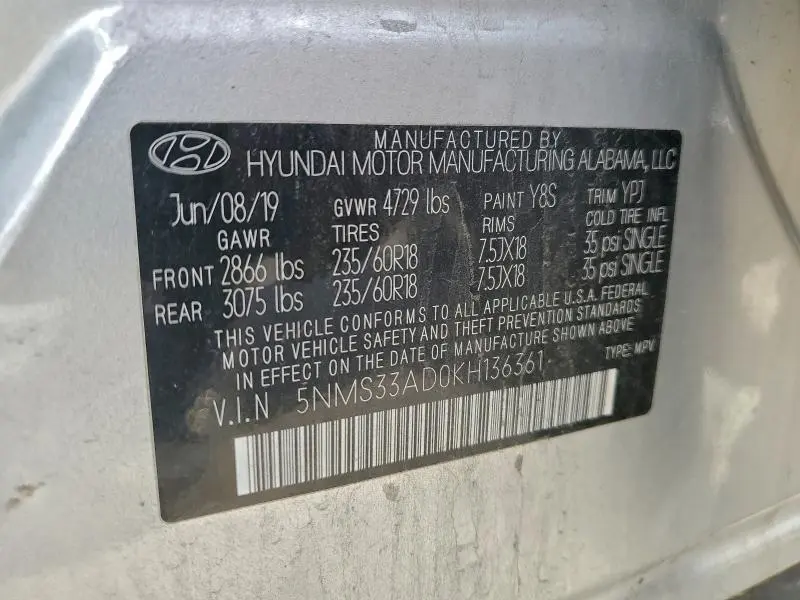 MANUFACTURED BY
HYUNDAI MOTOR MANUFACTURING ALABAMA, LLC
Jun/08/19 GVWR 4729 lbs PAINT Y8S TRIM YPJ
GAWR TIRES RIMS COLD TIRE INFL
FRONT 2866 lbs 235/60R18 7.5JX18 35 psi SINGLE
REAR 3075 lbs 235/60R18 7.5JX18 35 psi SINGLE
THIS VEHICLE CONFORMS TO ALL APPLICABLE U.S.A. FEDERAL
MOTOR VEHICLE SAFETY AND THEFT PREVENTION STANDARDS
IN EFFECT ON THE DATE OF MANUFACTURE SHOWN ABOVE
V.I.N 5NMS33AD0KH136361 TYPE: MPV